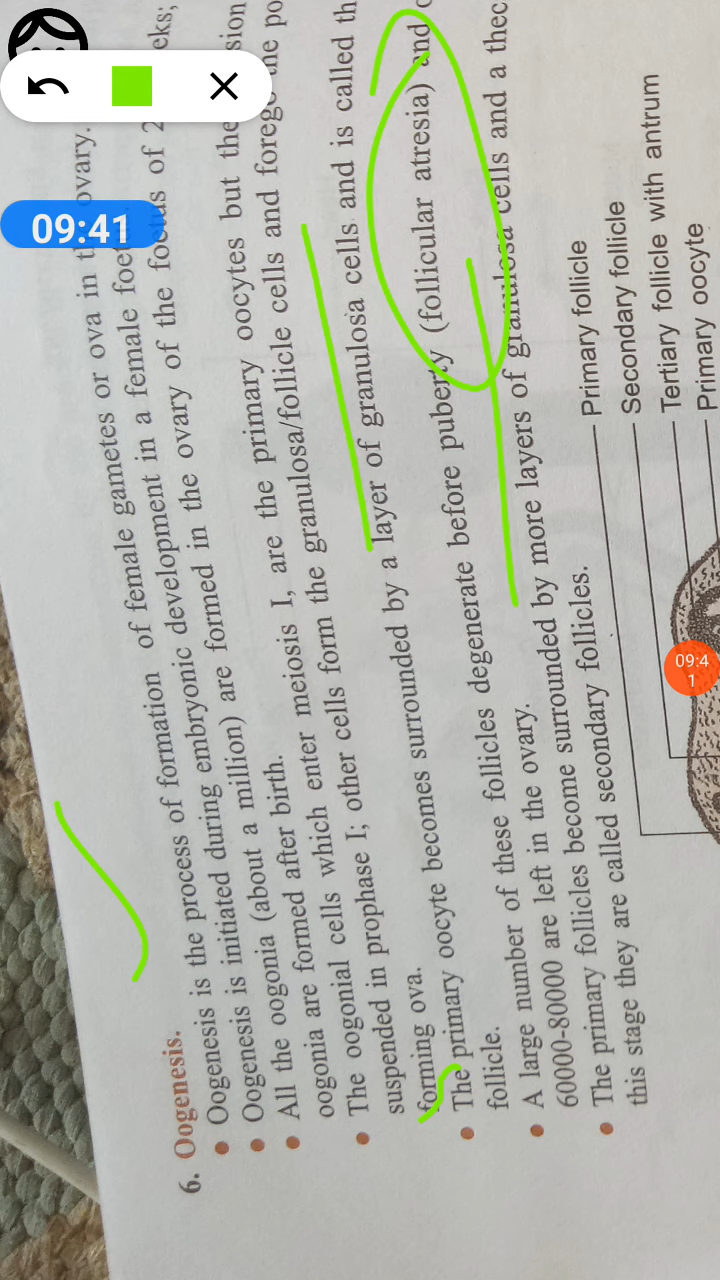 09:41
09:4
1
6. Oogenesis.
• Oogenesis is the process of formation of female gametes or ova in the ovary.
• Oogenesis is initiated during embryonic development in a female
• All the oogonia (about a million) are formed in the ovary of the foetus of 2 eks;
oogonia are formed after birth.
• The oogonial cells which enter meiosis I, are the primary oocytes but the sion
suspended in prophase I; other cells form the granulosa/follicle cells and forego the po
forming ova.
• The primary oocyte becomes surrounded by a layer of granulosa cells and is called th
follicle.
• A large number of these follicles degenerate before puberty (follicular atresia) and
60000-80000 are left in the ovary.
• The primary follicles become surrounded by more layers of granulosa cells and a thec
this stage they are called secondary follicles.
Primary follicle
Secondary follicle
Tertiary follicle with antrum
Primary oocyte